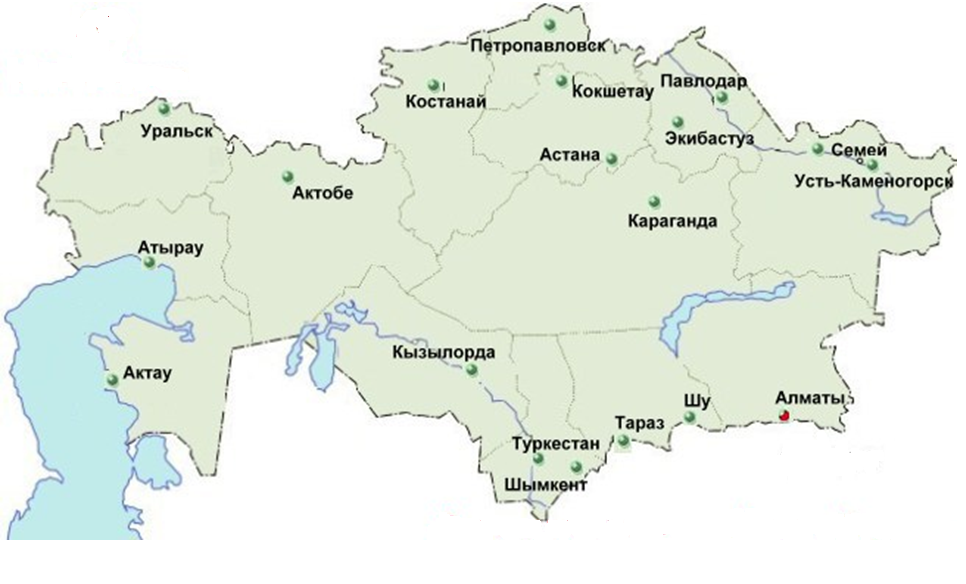 Петропавловск
Костанай
Кокшетау
Павлодар
Уральск
Экибастуз
Астана
Семей
Усть-Каменогорск
Актобе
Караганда
Атырау
Кызылорда
Актау
Шу
Алматы
Тараз
Туркестан
Шымкент